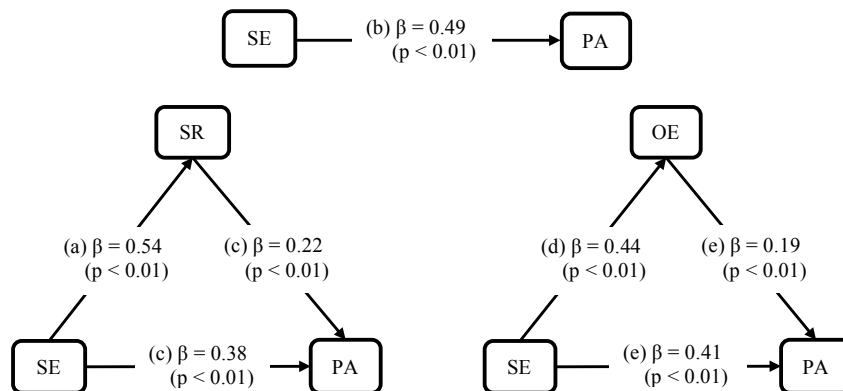 SE
(b) β = 0.49
(p < 0.01)
PA
SR
OE
(a) β = 0.54
(p < 0.01)
(c) β = 0.22
(p < 0.01)
(d) β = 0.44
(p < 0.01)
(e) β = 0.19
(p < 0.01)
SE
(c) β = 0.38
(p < 0.01)
PA
SE
(e) β = 0.41
(p < 0.01)
PA